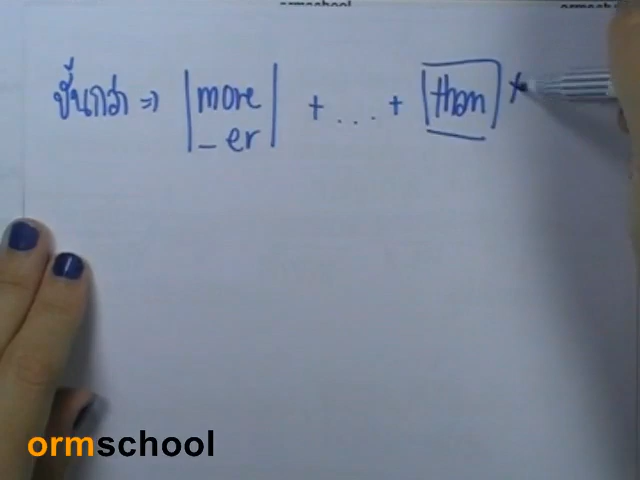 ขึ้นกว่า => more + ... + than *
- er
ormschool